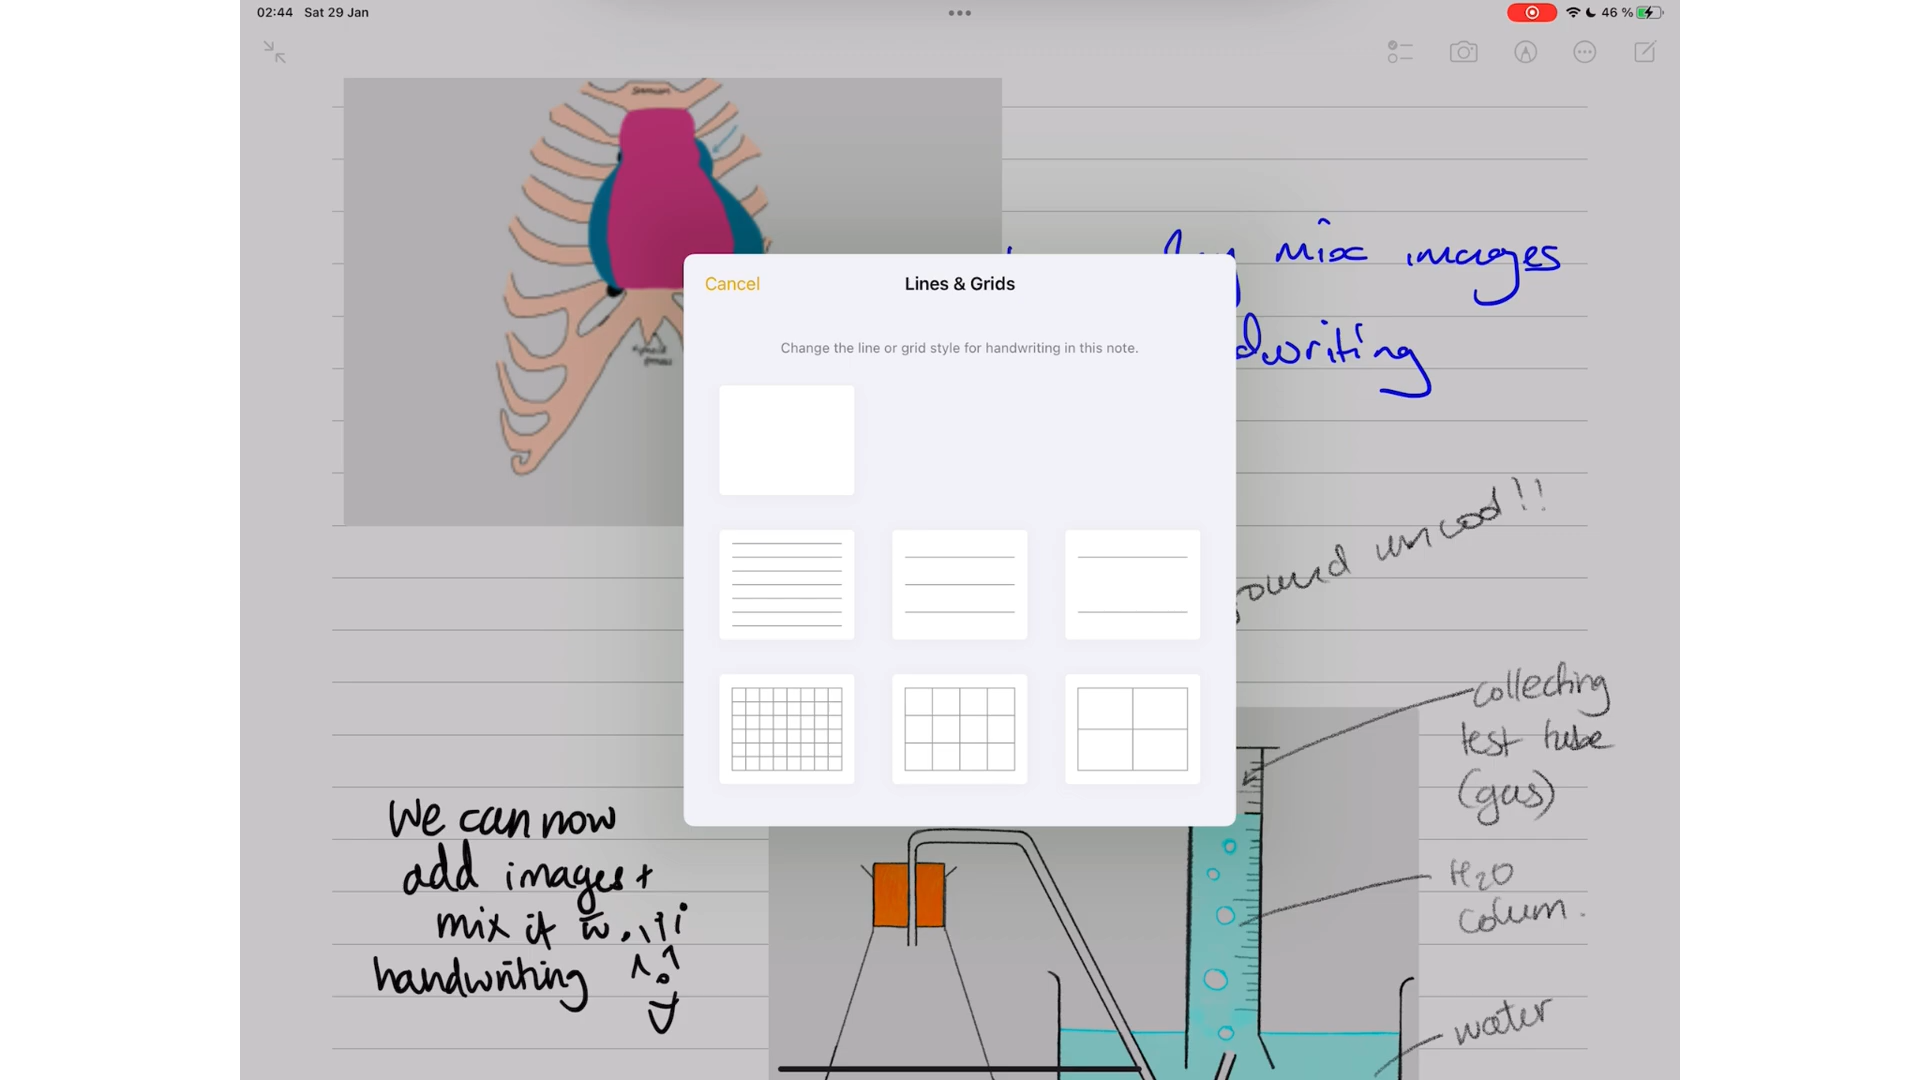 02:44 Sat 29 Jan
46 %
Sternum
mix images
dwriting
Cancel
Lines & Grids
Change the line or grid style for handwriting in this note.
ound uncool!!
collecting
test tube
(gas)
We can now
add images +
mix it
handwriting
H2O
colum.
water